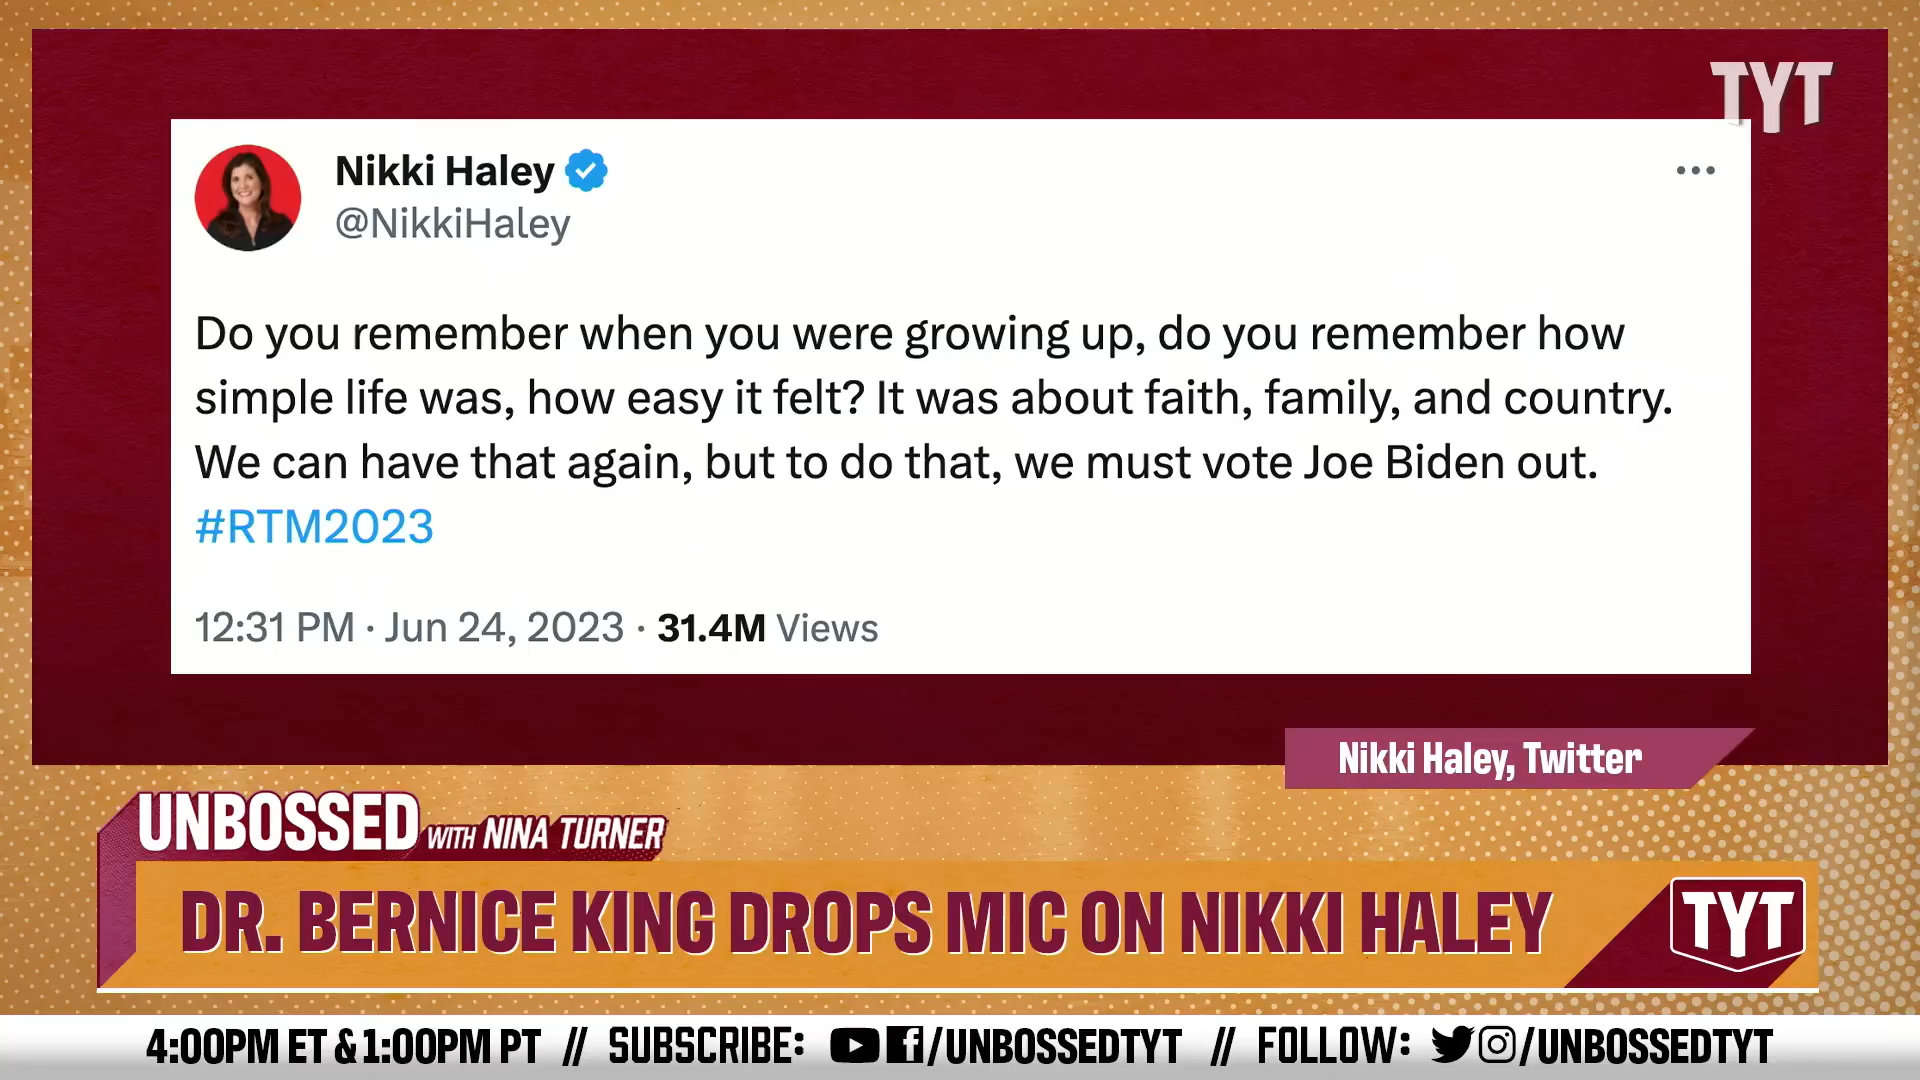 TYT
Nikki Haley
@NikkiHaley
Do you remember when you were growing up, do you remember how
simple life was, how easy it felt? It was about faith, family, and country.
We can have that again, but to do that, we must vote Joe Biden out.
#RTM2023
12:31 PM · Jun 24, 2023 · 31.4M Views
Nikki Haley, Twitter
UNBOSSED WITH NINA TURNER
DR. BERNICE KING DROPS MIC ON NIKKI HALEY
TYT
4:00PM ET & 1:00PM PT // SUBSCRIBE: /UNBOSSEDTYT // FOLLOW: /UNBOSSEDTYT